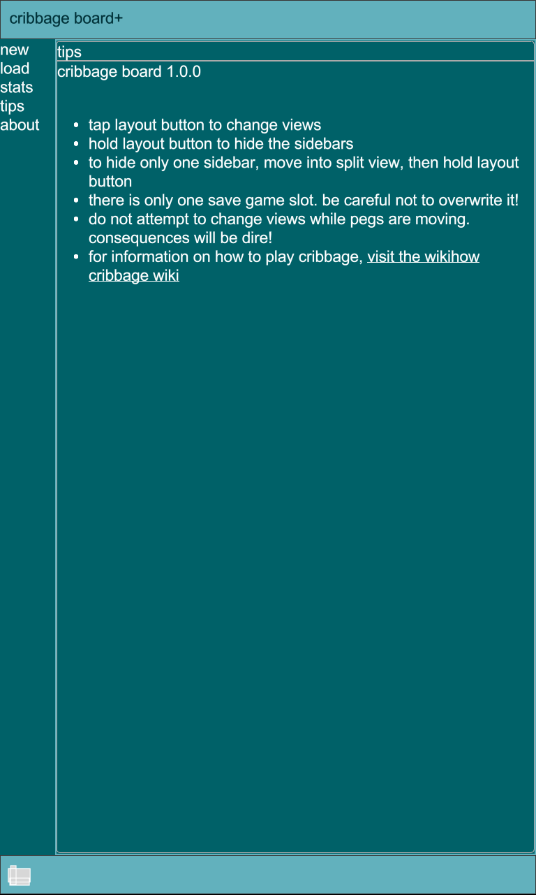 cribbage board+
new
load
stats
tips
about
tips
cribbage board 1.0.0
• tap layout button to change views
• hold layout button to hide the sidebars
• to hide only one sidebar, move into split view, then hold layout
button
• there is only one save game slot. be careful not to overwrite it!
• do not attempt to change views while pegs are moving.
consequences will be dire!
• for information on how to play cribbage, visit the wikihow
cribbage wiki